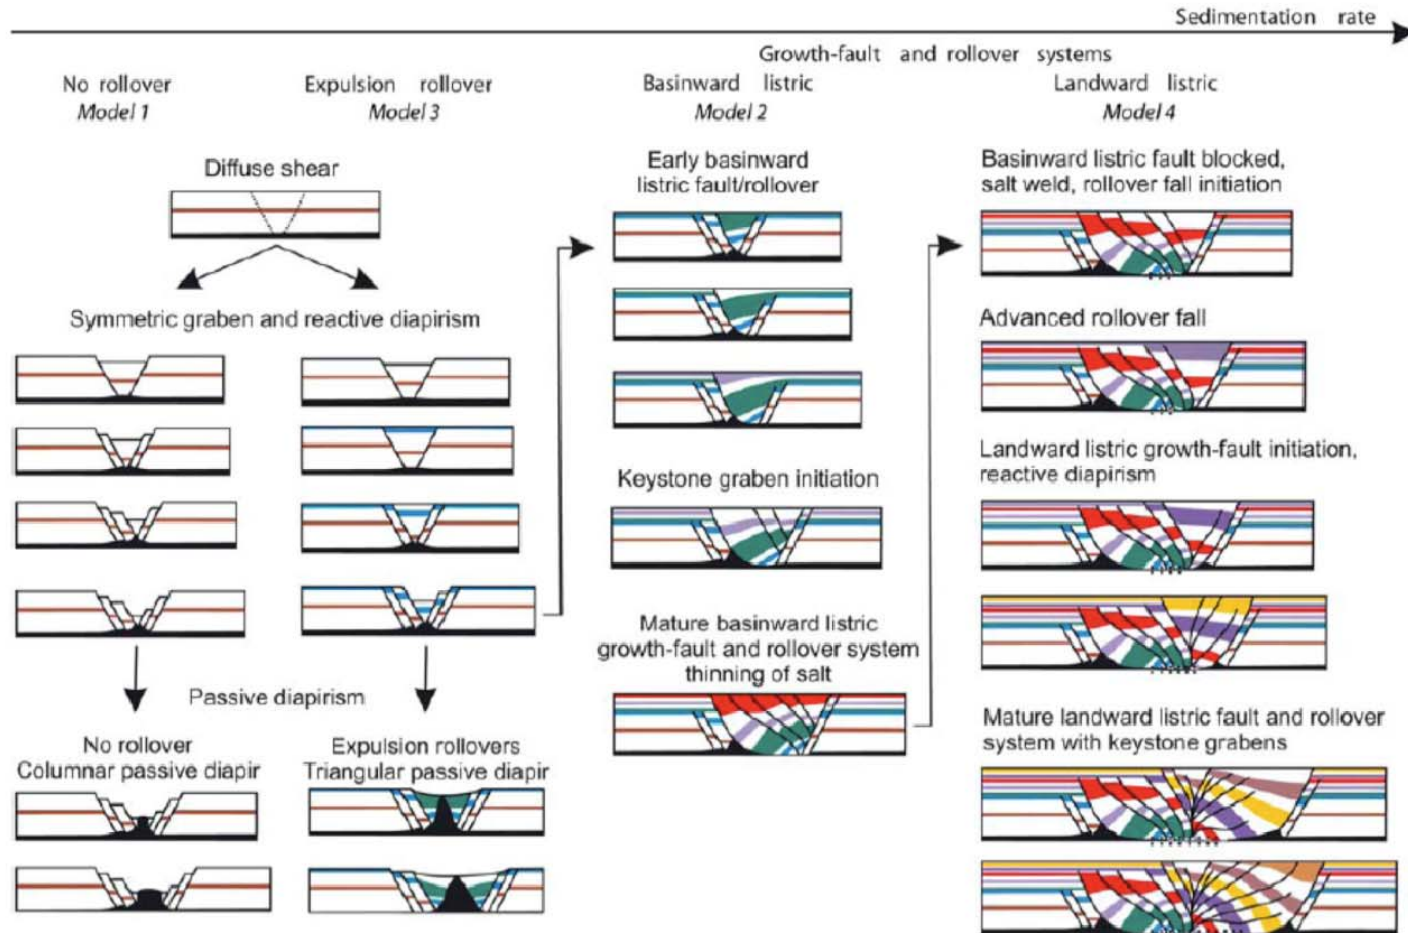 Sedimentation rate
Growth-fault and rollover systems
No rollover
Model 1
Expulsion rollover
Model 3
Basinward listric
Model 2
Landward listric
Model 4
Diffuse shear
Symmetric graben and reactive diapirism
Passive diapirism
No rollover
Columnar passive diapir
Expulsion rollovers
Triangular passive diapir
Early basinward
listric fault/rollover
Keystone graben initiation
Mature basinward listric
growth-fault and rollover system
thinning of salt
Basinward listric fault blocked,
salt weld, rollover fall initiation
Advanced rollover fall
Landward listric growth-fault initiation,
reactive diapirism
Mature landward listric fault and rollover
system with keystone grabens